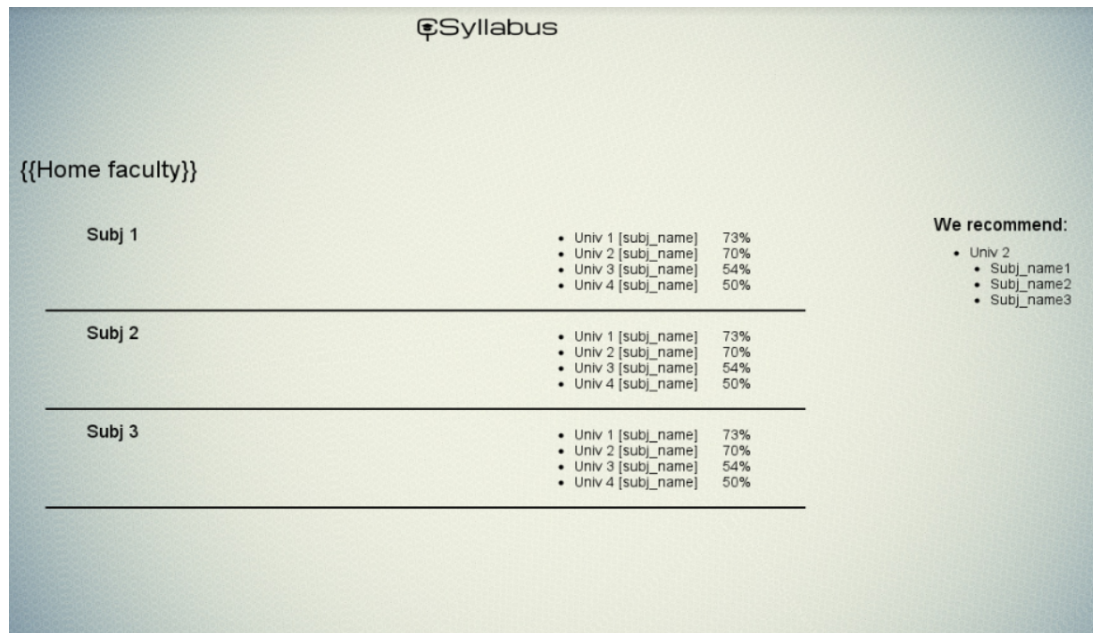 Syllabus
{{Home faculty}}
Subj 1
Univ 1 [subj_name] 73%
Univ 2 [subj_name] 70%
Univ 3 [subj_name] 54%
Univ 4 [subj_name] 50%
Subj 2
Univ 1 [subj_name] 73%
Univ 2 [subj_name] 70%
Univ 3 [subj_name] 54%
Univ 4 [subj_name] 50%
Subj 3
Univ 1 [subj_name] 73%
Univ 2 [subj_name] 70%
Univ 3 [subj_name] 54%
Univ 4 [subj_name] 50%
We recommend:
Univ 2
Subj_name1
Subj_name2
Subj_name3